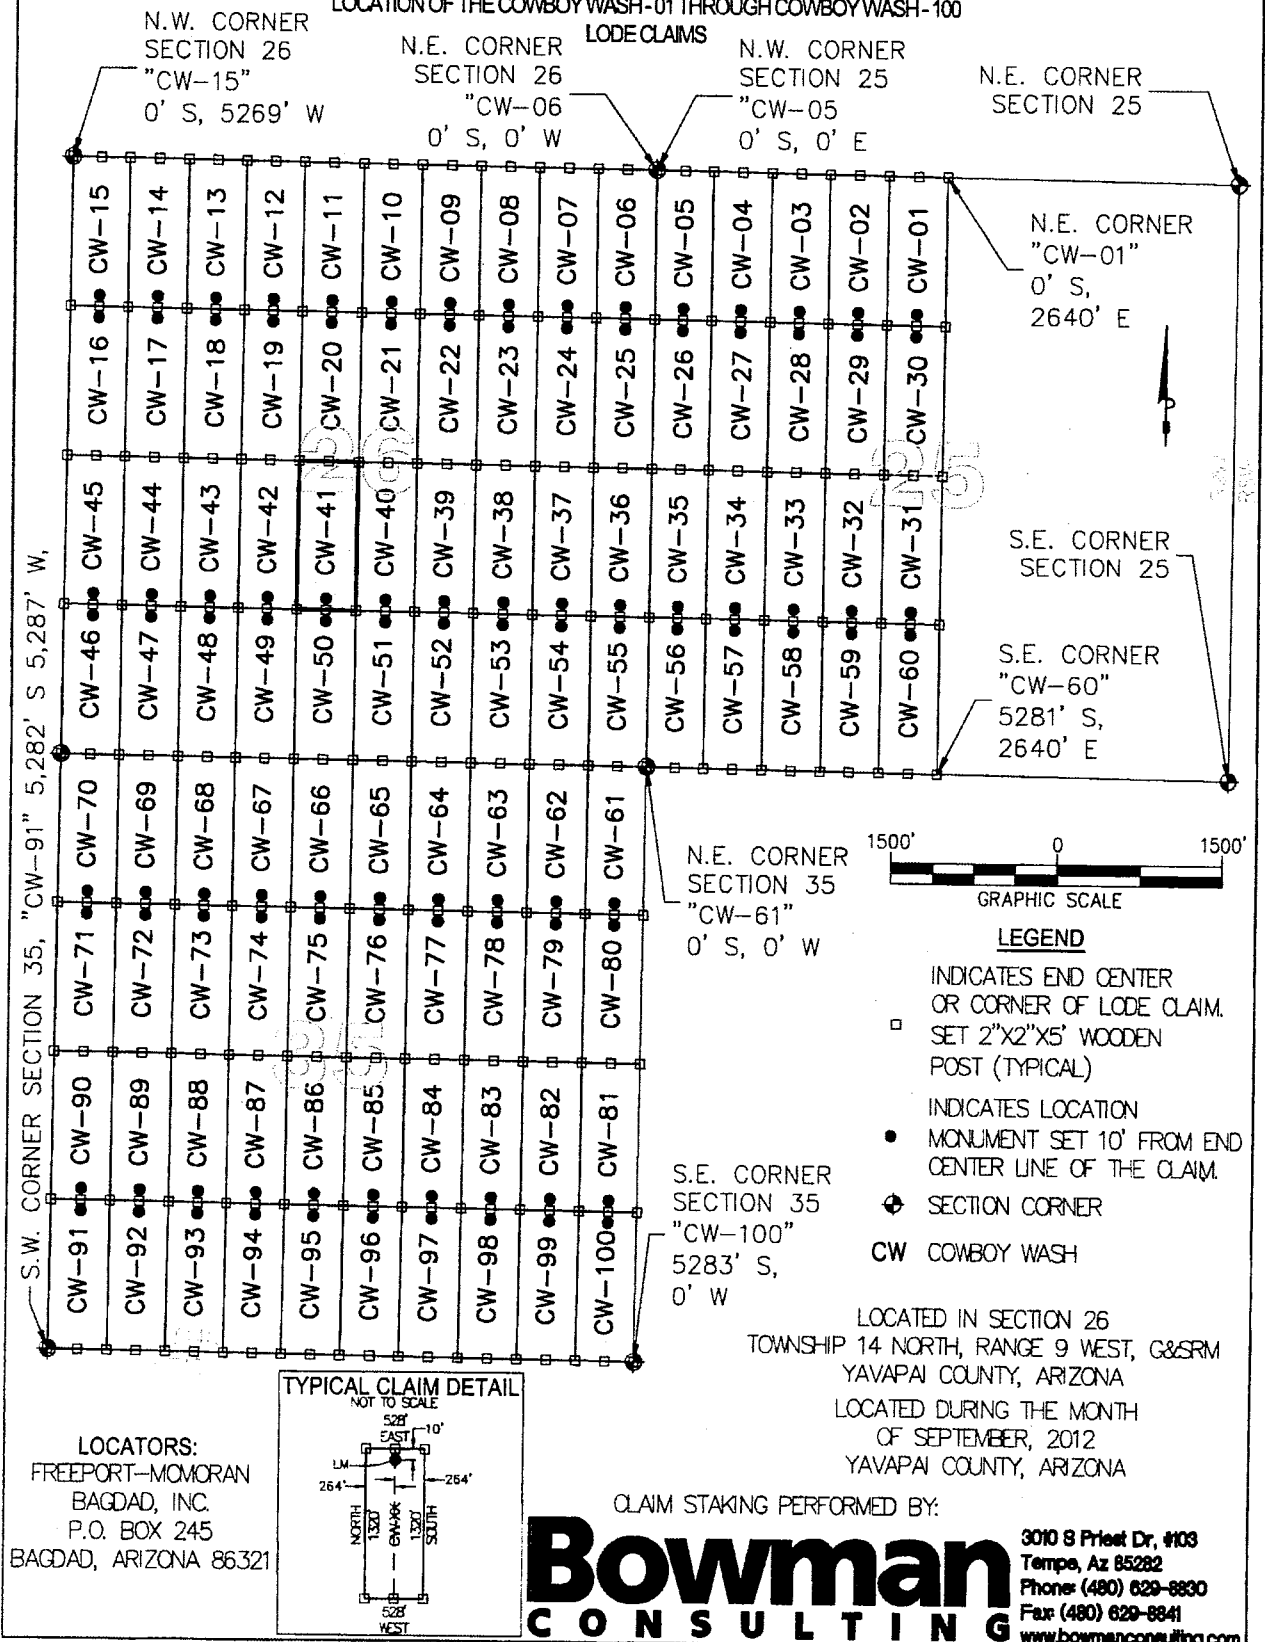 LOCATION OF THE COWBOY WASH-01 THROUGH COWBOY WASH-100
LODE CLAIMS
N.W. CORNER
SECTION 26
"CW-15"
0' S, 5269' W
N.E. CORNER
SECTION 26
"CW-06
0' S, 0' W
N.W. CORNER
SECTION 25
"CW-05
0' S, 0' E
N.E. CORNER
SECTION 25
CW-15 CW-14 CW-13 CW-12 CW-11 CW-10 CW-09 CW-08 CW-07 CW-06 CW-05 CW-04 CW-03 CW-02 CW-01
N.E. CORNER
"CW-01"
0' S,
2640' E
CW-16 CW-17 CW-18 CW-19 CW-20 CW-21 CW-22 CW-23 CW-24 CW-25 CW-26 CW-27 CW-28 CW-29 CW-30
26
25
CW-45 CW-44 CW-43 CW-42 CW-41 CW-40 CW-39 CW-38 CW-37 CW-36 CW-35 CW-34 CW-33 CW-32 CW-31
S.E. CORNER
SECTION 25
CW-46 CW-47 CW-48 CW-49 CW-50 CW-51 CW-52 CW-53 CW-54 CW-55 CW-56 CW-57 CW-58 CW-59 CW-60
S.E. CORNER
"CW-60"
5281' S,
2640' E
S.W. CORNER SECTION 35, "CW-91" 5,282' S 5,287' W,
CW-70 CW-69 CW-68 CW-67 CW-66 CW-65 CW-64 CW-63 CW-62 CW-61
N.E. CORNER
SECTION 35
"CW-61"
0' S, 0' W
CW-71 CW-72 CW-73 CW-74 CW-75 CW-76 CW-77 CW-78 CW-79 CW-80
35
CW-90 CW-89 CW-88 CW-87 CW-86 CW-85 CW-84 CW-83 CW-82 CW-81
S.E. CORNER
SECTION 35
"CW-100"
5283' S,
0' W
CW-91 CW-92 CW-93 CW-94 CW-95 CW-96 CW-97 CW-98 CW-99 CW-100
1500' 0 1500'
GRAPHIC SCALE
LEGEND
INDICATES END CENTER
OR CORNER OF LODE CLAIM.
SET 2"X2"X5' WOODEN
POST (TYPICAL)
INDICATES LOCATION
MONUMENT SET 10' FROM END
CENTER LINE OF THE CLAIM.
SECTION CORNER
CW COWBOY WASH
LOCATED IN SECTION 26
TOWNSHIP 14 NORTH, RANGE 9 WEST, G&SRM
YAVAPAI COUNTY, ARIZONA
LOCATED DURING THE MONTH
OF SEPTEMBER, 2012
YAVAPAI COUNTY, ARIZONA
TYPICAL CLAIM DETAIL
NOT TO SCALE
528'
EAST
10'
LM
264' 264'
NORTH
1320'
1320'
SOUTH
528'
WEST
LOCATORS:
FREEPORT-MCMORAN
BAGDAD, INC.
P.O. BOX 245
BAGDAD, ARIZONA 86321
CLAIM STAKING PERFORMED BY:
Bowman
CONSULTING
3010 S Priest Dr, #103
Tempe, Az 85282
Phone: (480) 629-8830
Fax: (480) 629-8841
www.bowmanconsulting.com